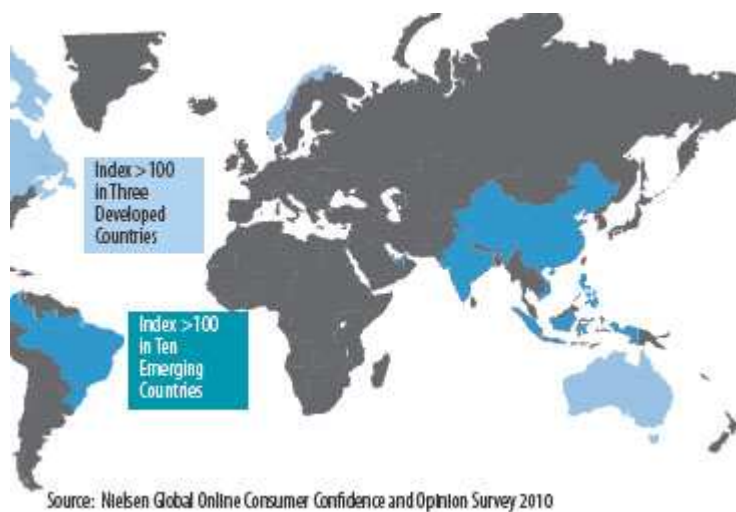 Index > 100
in Three
Developed
Countries
Index >100
in Ten
Emerging
Countries
Source: Nielsen Global Online Consumer Confidence and Opinion Survey 2010